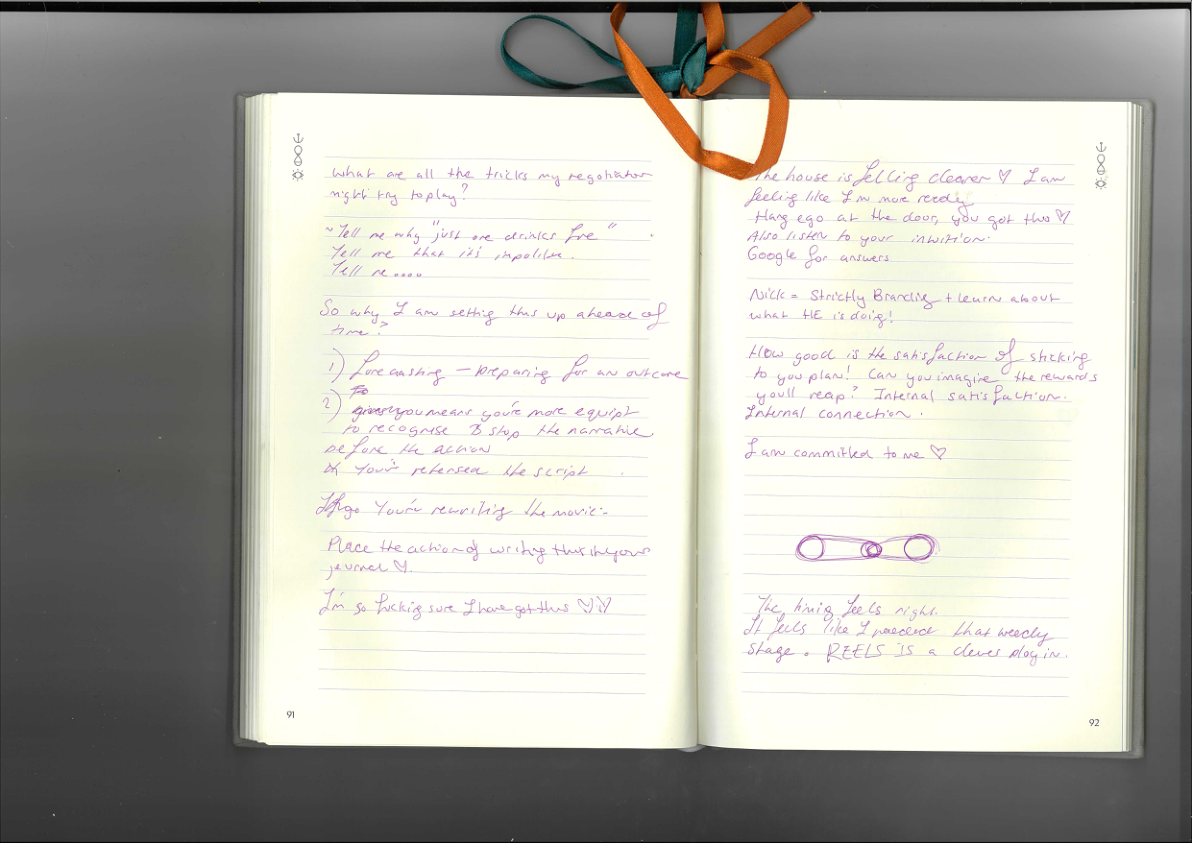 What are all the tricks my negotiator
might try to play?
~ Tell me why "just one drinks fine"
Tell me that it's impolite.
Tell me....
So why I am setting this up ahead of
time?
1) Forecasting – preparing for an outcome
2)
you means you're more equipt
to recognise & stop the narrative
before the action
You've rehearsed the script
You're rewriting the movie:-
Place the action of writing this in your
journal ♡.
I'm so fucking sure I have got this ♡♡
91
The house is felling clearer ♡ I am
feeling like I'm more ready
Hang ego at the door, you got this ♡
Also listen to your intuition.
Google for answers
Nick = Strictly Branding + learn about
what HE is doing!
How good is the satisfaction of sticking
to you plan! Can you imagine the rewards
youll reap? Internal satisfaction.
Internal connection.
I am committed to me ♡
The timing feels right.
It feels like I needed that weedy
stage. REELS IS a clever plug in.
92